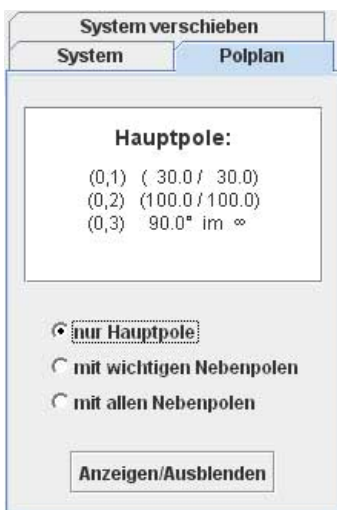 System verschieben
System Polplan
Hauptpole:
(0,1) ( 30.0 / 30.0)
(0,2) (100.0 / 100.0)
(0,3) 90.0° im ∞
nur Hauptpole
mit wichtigen Nebenpolen
mit allen Nebenpolen
Anzeigen/Ausblenden